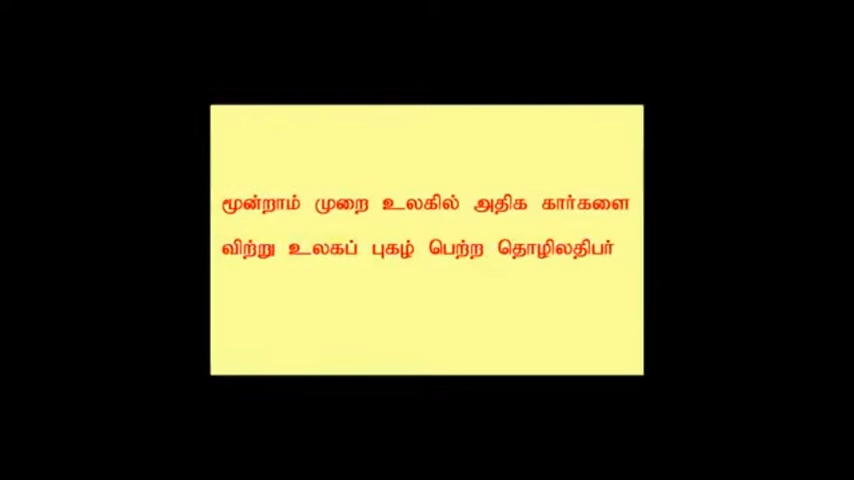 மூன்றாம் முறை உலகில் அதிக கார்களை
விற்று உலகப் புகழ் பெற்ற தொழிலதிபர்